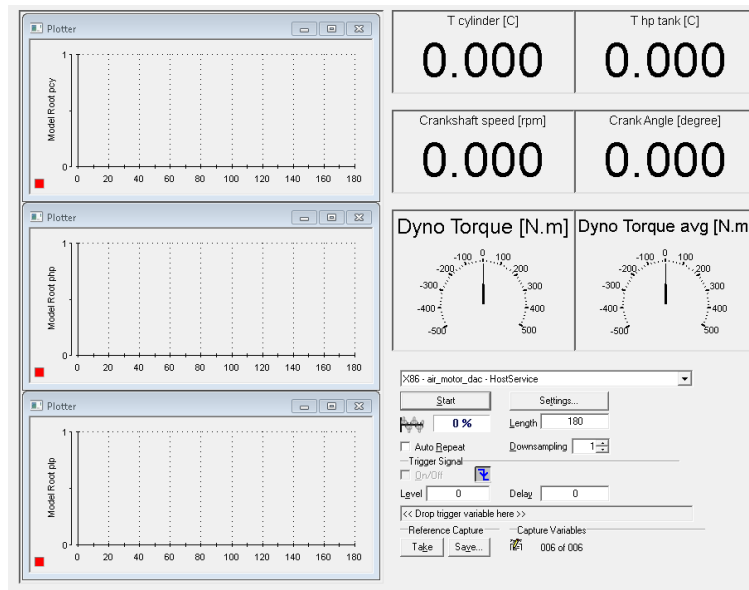 Plotter
1
Model Root pcy
0
0 20 40 60 80 100 120 140 160 180
Plotter
1
Model Root php
0
0 20 40 60 80 100 120 140 160 180
Plotter
1
Model Root plp
0
0 20 40 60 80 100 120 140 160 180
T cylinder [C]
0.000
T hp tank [C]
0.000
Crankshaft speed [rpm]
0.000
Crank Angle [degree]
0.000
Dyno Torque [N.m]
-500 -400 -300 -200 -100 0 100 200 300 400 500
Dyno Torque avg [N.m
-500 -400 -300 -200 -100 0 100 200 300 400 500
X86 - air_motor_dac - HostService
Start Settings...
0 % Length 180
Auto Repeat Downsampling 1
Trigger Signal
On/Off
Level 0 Delay 0
<< Drop trigger variable here >>
Reference Capture Capture Variables
Take Save... 006 of 006